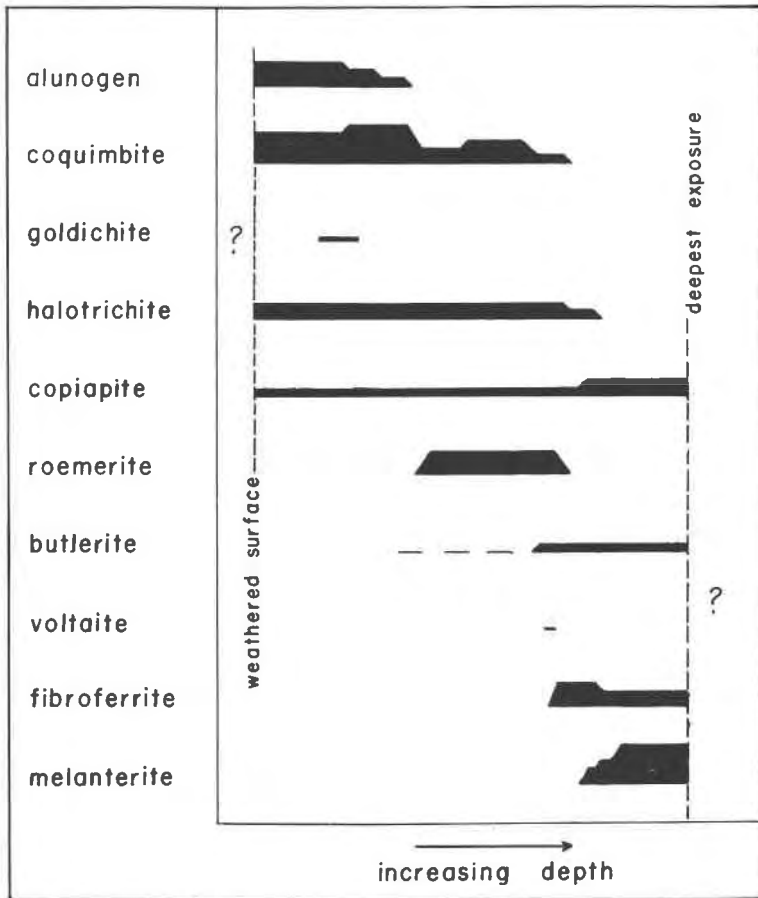 alunogen
coquimbite
goldichite
?
halotrichite
copiapite
roemerite
butlerite
voltaite
fibroferrite
melanterite
weathered surface
deepest exposure
?
increasing depth